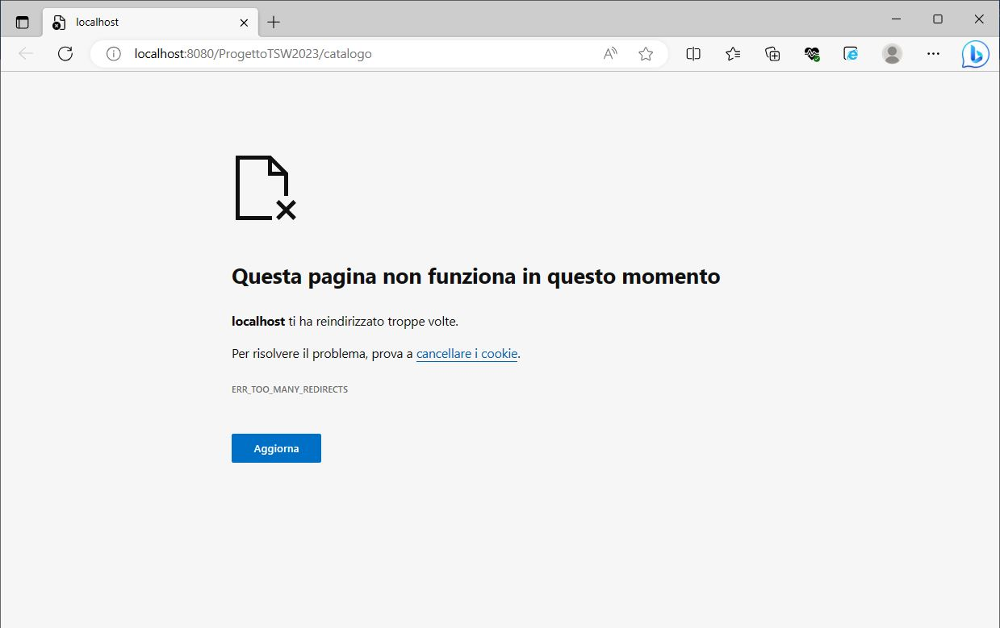 localhost
localhost:8080/ProgettoTSW2023/catalogo
Questa pagina non funziona in questo momento
localhost ti ha reindirizzato troppe volte.
Per risolvere il problema, prova a cancellare i cookie.
ERR_TOO_MANY_REDIRECTS
Aggiorna